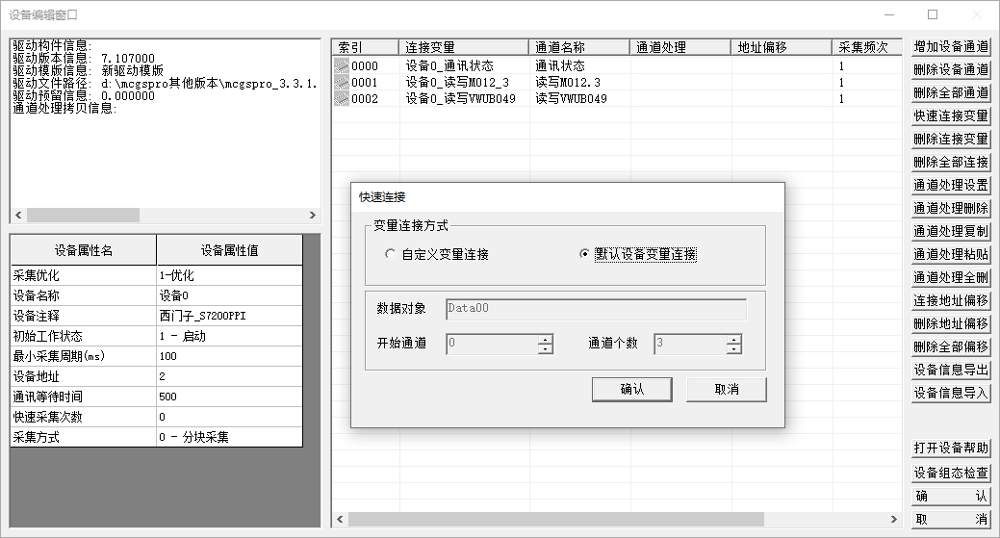 设备编辑窗口
驱动构件信息:
驱动版本信息: 7.107000
驱动模版信息: 新驱动模版
驱动文件路径: d:\mcgspro其他版本\mcgspro_3.3.1.
驱动预留信息: 0.000000
通道处理拷贝信息:
设备属性名 设备属性值
采集优化 1-优化
设备名称 设备0
设备注释 西门子_S7200PPI
初始工作状态 1 - 启动
最小采集周期(ms) 100
设备地址 2
通讯等待时间 500
快速采集次数 0
采集方式 0 - 分块采集
索引 连接变量 通道名称 通道处理 地址偏移 采集频次
0000 设备0_通讯状态 通讯状态 1
0001 设备0_读写M012_3 读写M012.3 1
0002 设备0_读写VWUB049 读写VWUB049 1
快速连接
变量连接方式
自定义变量连接 默认设备变量连接
数据对象 Data00
开始通道 0 通道个数 3
确认 取消
增加设备通道
删除设备通道
删除全部通道
快速连接变量
删除连接变量
删除全部连接
通道处理设置
通道处理删除
通道处理复制
通道处理粘贴
通道处理全删
连接地址偏移
删除地址偏移
删除全部偏移
设备信息导出
设备信息导入
打开设备帮助
设备组态检查
确 认
取 消